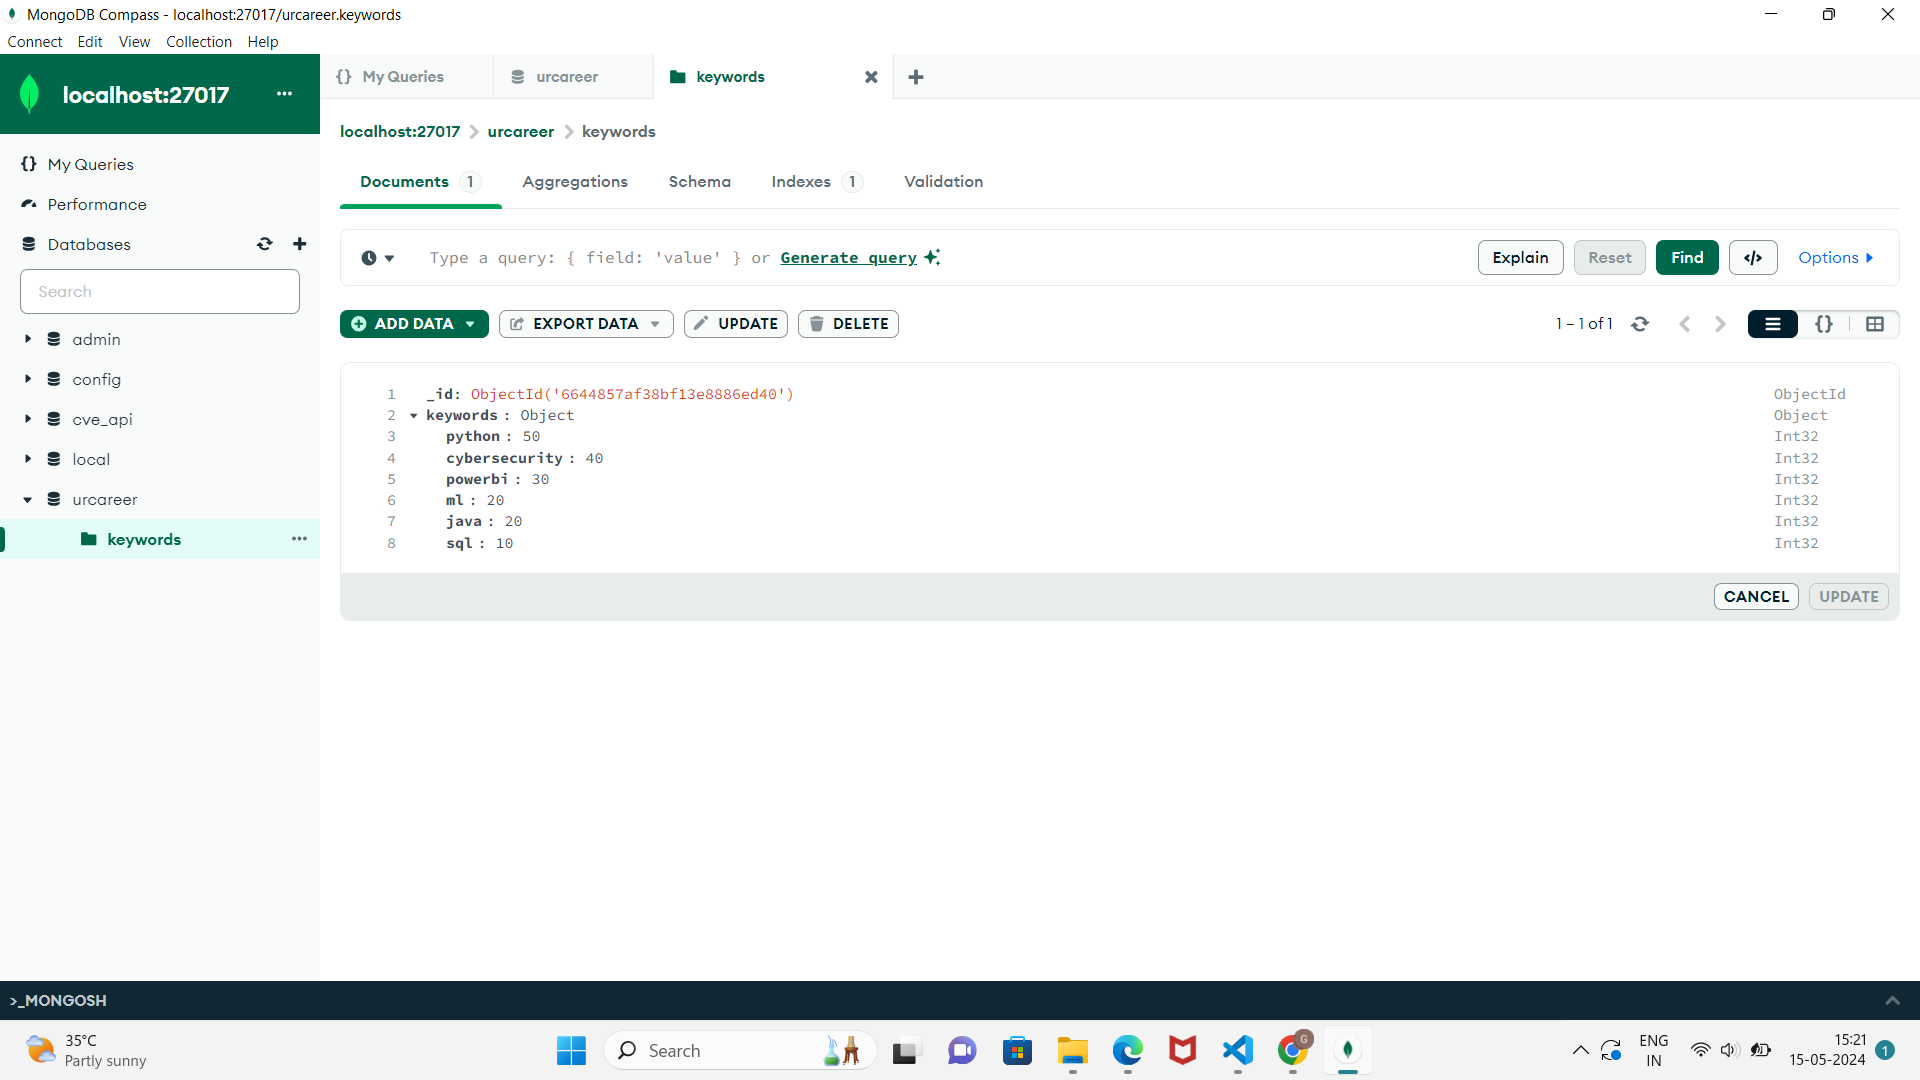 MongoDB Compass - localhost:27017/urcareer.keywords
Connect Edit View Collection Help
localhost:27017 ...
{} My Queries
urcareer
keywords
localhost:27017 > urcareer > keywords
My Queries
Performance
Databases
Search
admin
config
cve_api
local
urcareer
keywords ...
Documents 1 Aggregations Schema Indexes 1 Validation
Type a query: { field: 'value' } or Generate query
Explain Reset Find </> Options
ADD DATA EXPORT DATA UPDATE DELETE
1 – 1 of 1
{}
1 _id: ObjectId('6644857af38bf13e8886ed40') ObjectId
2 keywords : Object Object
3 python : 50 Int32
4 cybersecurity : 40 Int32
5 powerbi : 30 Int32
6 ml : 20 Int32
7 java : 20 Int32
8 sql : 10 Int32
CANCEL UPDATE
>_MONGOSH
35°C
Partly sunny
Search
G
ENG
IN
15:21
15-05-2024
1